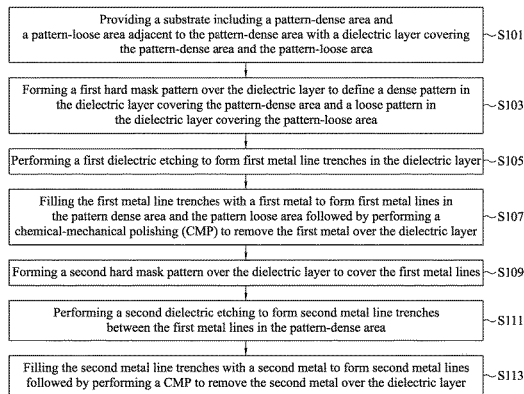 Providing a substrate including a pattern-dense area and
a pattern-loose area adjacent to the pattern-dense area with a dielectric layer covering
the pattern-dense area and the pattern-loose area
S101
Forming a first hard mask pattern over the dielectric layer to define a dense pattern in
the dielectric layer covering the pattern-dense area and a loose pattern in
the dielectric layer covering the pattern-loose area
S103
Performing a first dielectric etching to form first metal line trenches in the dielectric layer
S105
Filling the first metal line trenches with a first metal to form first metal lines in
the pattern dense area and the pattern loose area followed by performing a
chemical-mechanical polishing (CMP) to remove the first metal over the dielectric layer
S107
Forming a second hard mask pattern over the dielectric layer to cover the first metal lines
S109
Performing a second dielectric etching to form second metal line trenches
between the first metal lines in the pattern-dense area
S111
Filling the second metal line trenches with a second metal to form second metal lines
followed by performing a CMP to remove the second metal over the dielectric layer
S113